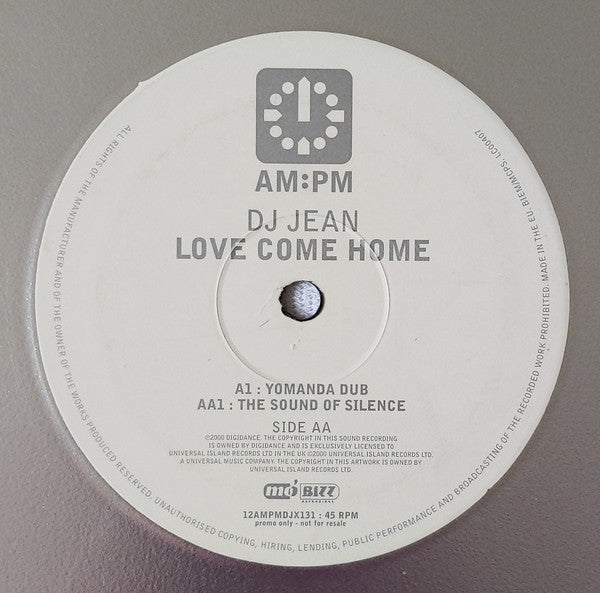 AM:PM
DJ JEAN
LOVE COME HOME
A1 : YOMANDA DUB
AA1 : THE SOUND OF SILENCE
SIDE AA
©2000 DIGIDANCE. THE COPYRIGHT IN THIS SOUND RECORDING
IS OWNED BY DIGIDANCE AND IS EXCLUSIVELY LICENSED TO
UNIVERSAL ISLAND RECORDS LTD IN THE UK ©2000 UNIVERSAL ISLAND RECORDS LTD.
A UNIVERSAL MUSIC COMPANY. THE COPYRIGHT IN THIS ARTWORK IS OWNED BY
UNIVERSAL ISLAND RECORDS LTD.
mo' BIZZ
RECORDINGS
12AMPMDJX131 : 45 RPM
promo only - not for resale
ALL RIGHTS OF THE MANUFACTURER AND OF THE OWNER OF THE WORKS PRODUCED RESERVED. UNAUTHORISED COPYING, HIRING, LENDING, PUBLIC PERFORMANCE AND BROADCASTING OF THE RECORDED WORK PROHIBITED. MADE IN THE EU. BIEM/MCPS. LC00407